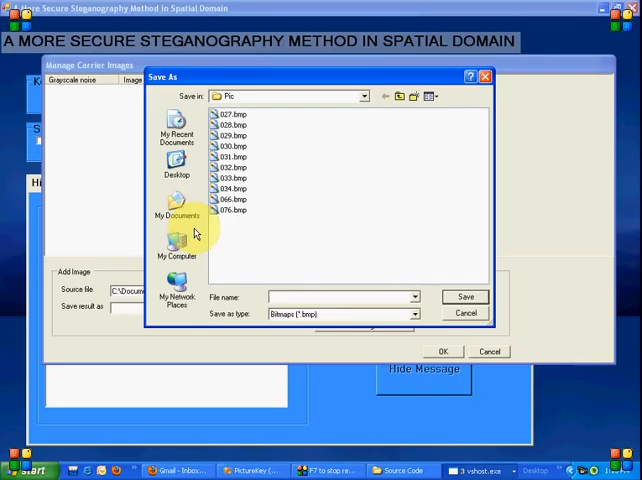 A More Secure Steganography Method in Spatial Domain
A MORE SECURE STEGANOGRAPHY METHOD IN SPATIAL DOMAIN
Manage Carrier Images
Grayscale noise
Image
Save As
Save in:
Pic
My Recent
Documents
Desktop
My Documents
My Computer
My Network
Places
027.bmp
028.bmp
029.bmp
030.bmp
031.bmp
032.bmp
033.bmp
034.bmp
066.bmp
076.bmp
File name:
Save
Save as type:
Bitmaps (*.bmp)
Cancel
Add Image
Source file
C:\Docum
Save result as
OK
Cancel
Hide Message
start
Gmail - Inbox...
PictureKey (...
F7 to stop re...
Source Code
3 vshost.exe
Desktop